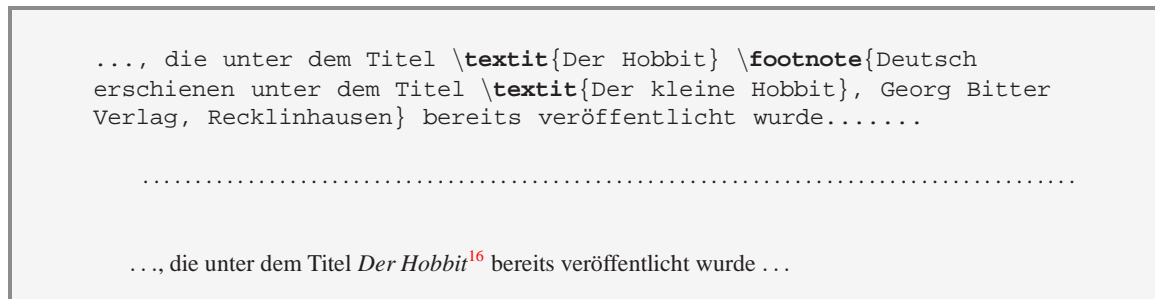 ..., die unter dem Titel \textit{Der Hobbit} \footnote{Deutsch
erschienen unter dem Titel \textit{Der kleine Hobbit}, Georg Bitter
Verlag, Recklinhausen} bereits veröffentlicht wurde.......
..........................................................................................
..., die unter dem Titel Der Hobbit16 bereits veröffentlicht wurde ...